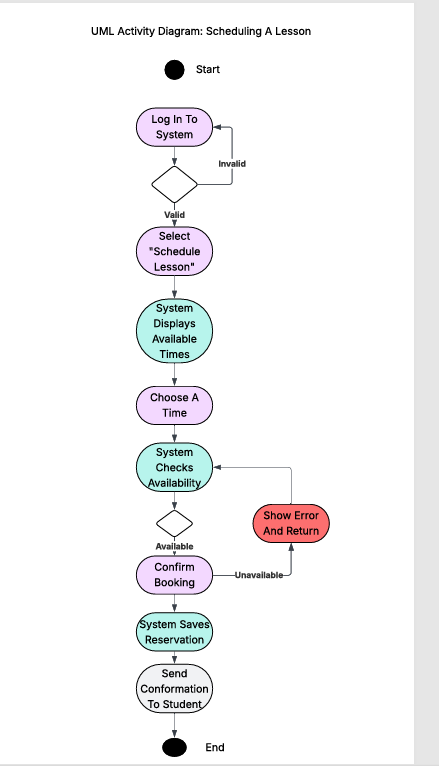 UML Activity Diagram: Scheduling A Lesson
Start
Log In To
System
Invalid
Valid
Select
"Schedule
Lesson"
System
Displays
Available
Times
Choose A
Time
System
Checks
Availability
Show Error
And Return
Available
Confirm
Booking
Unavailable
System Saves
Reservation
Send
Conformation
To Student
End